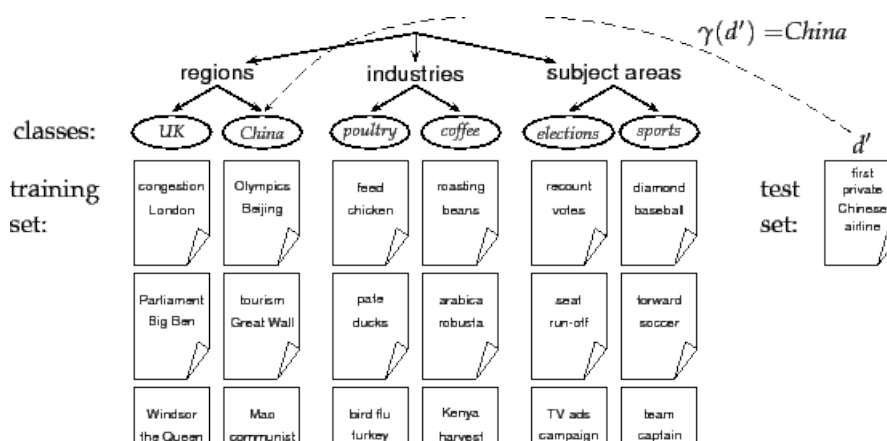 γ(d′) =China
regions
industries
subject areas
classes:
UK
China
poultry
coffee
elections
sports
d′
training
set:
congestion
London
Olympics
Beijing
feed
chicken
roasting
beans
recount
votes
diamond
baseball
test
set:
first
private
Chinese
airline
Parliament
Big Ben
tourism
Great Wall
pate
ducks
arabica
robusta
seat
run-off
forward
soccer
Windsor
the Queen
Mao
communist
bird flu
turkey
Kenya
harvest
TV ads
campaign
team
captain